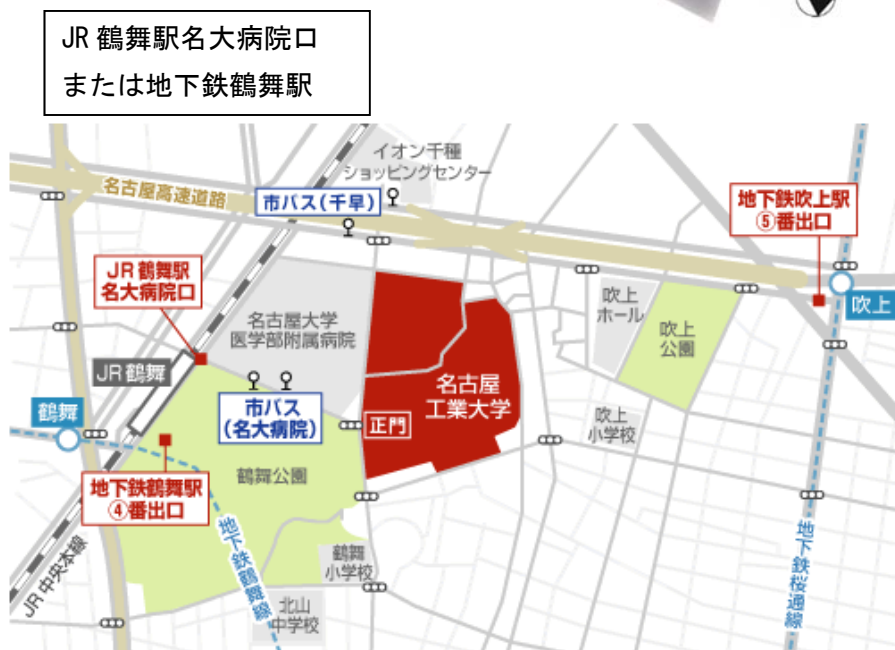 JR 鶴舞駅名大病院口
または地下鉄鶴舞駅
イオン千種
ショッピングセンター
名古屋高速道路
市バス(千早)
地下鉄吹上駅
⑤番出口
JR 鶴舞駅
名大病院口
吹上
ホール
吹上
名古屋大学
医学部附属病院
吹上
公園
JR 鶴舞
名古屋
工業大学
鶴舞
市バス
(名大病院)
正門
吹上
小学校
鶴舞公園
地下鉄鶴舞駅
④番出口
地下鉄鶴舞線
地下鉄桜通線
JR 中央本線
鶴舞
小学校
北山
中学校